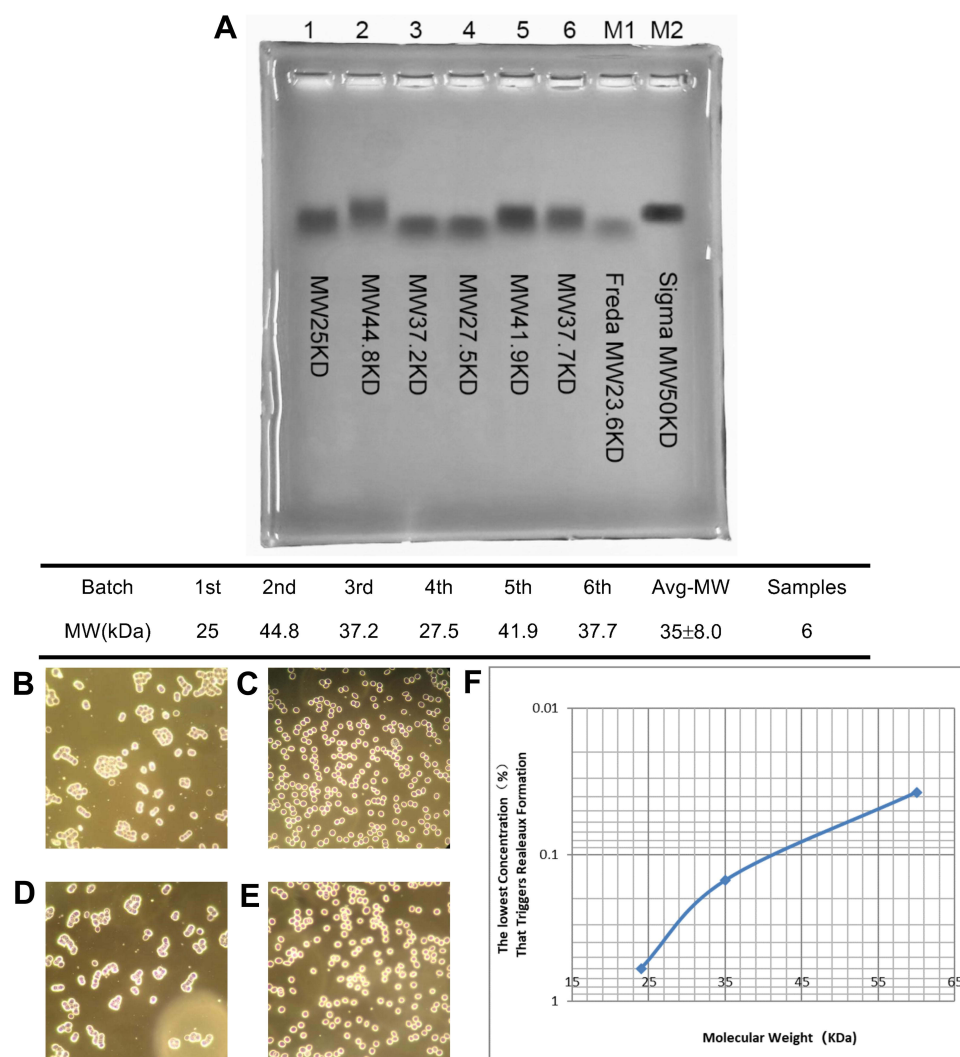 A
1 2 3 4 5 6 M1 M2
MW25KD
MW44.8KD
MW37.2KD
MW27.5KD
MW41.9KD
MW37.7KD
Freda MW23.6KD
Sigma MW50KD
Batch 1st 2nd 3rd 4th 5th 6th Avg-MW Samples
MW(kDa) 25 44.8 37.2 27.5 41.9 37.7 35±8.0 6
B
C
D
E
F
The lowest Concentration（%）
That Triggers Realeaux Formation
0.01
0.1
1
15 25 35 45 55 65
Molecular Weight（KDa）